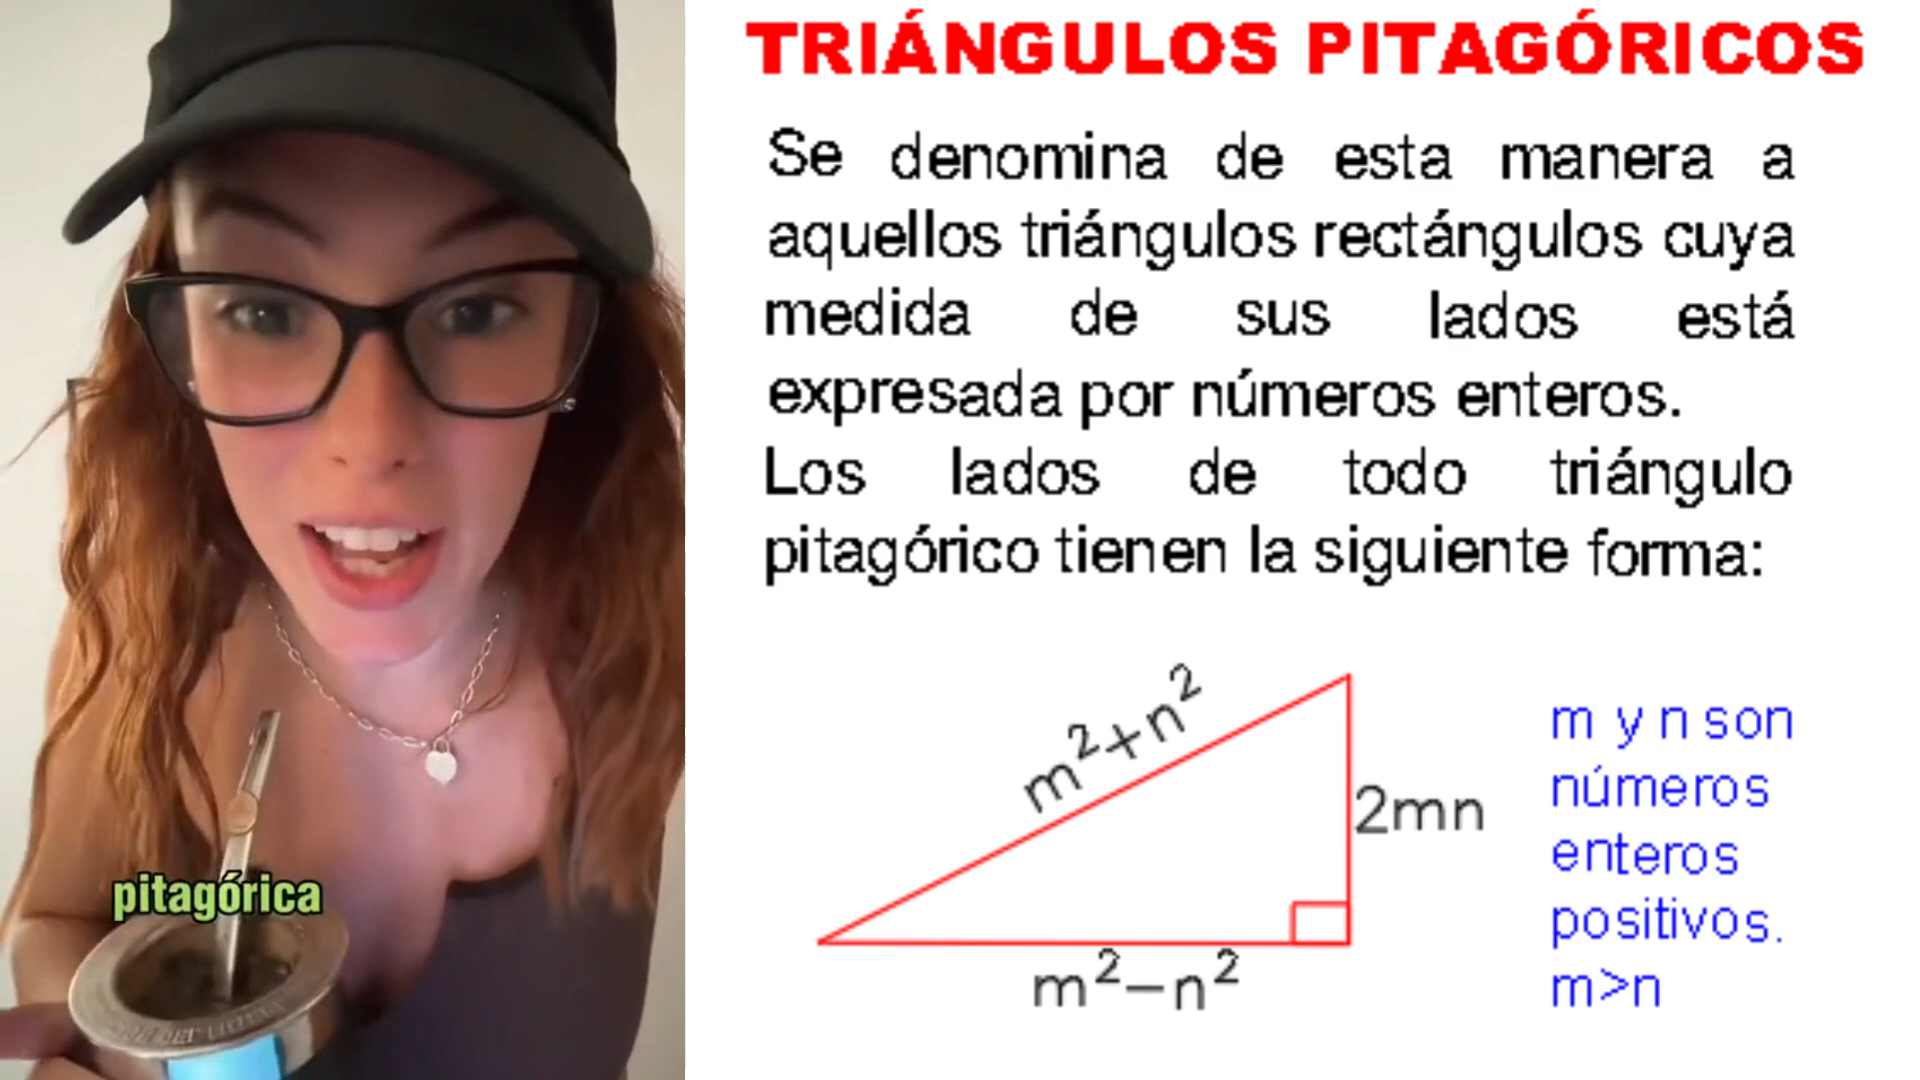 TRIÁNGULOS PITAGÓRICOS
Se denomina de esta manera a
aquellos triángulos rectángulos cuya
medida de sus lados está
expresada por números enteros.
Los lados de todo triángulo
pitagórico tienen la siguiente forma:
m²+n²
2mn
m²−n²
m y n son
números
enteros
positivos.
m>n
pitagórica